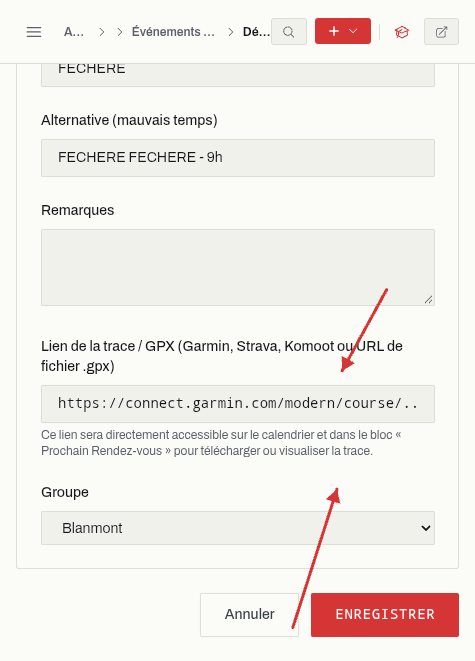 A...
Événements ...
Dé...
FECHERE
Alternative (mauvais temps)
FECHERE FECHERE - 9h
Remarques
Lien de la trace / GPX (Garmin, Strava, Komoot ou URL de
fichier .gpx)
https://connect.garmin.com/modern/course/..
Ce lien sera directement accessible sur le calendrier et dans le bloc «
Prochain Rendez-vous » pour télécharger ou visualiser la trace.
Groupe
Blanmont
Annuler
ENREGISTRER